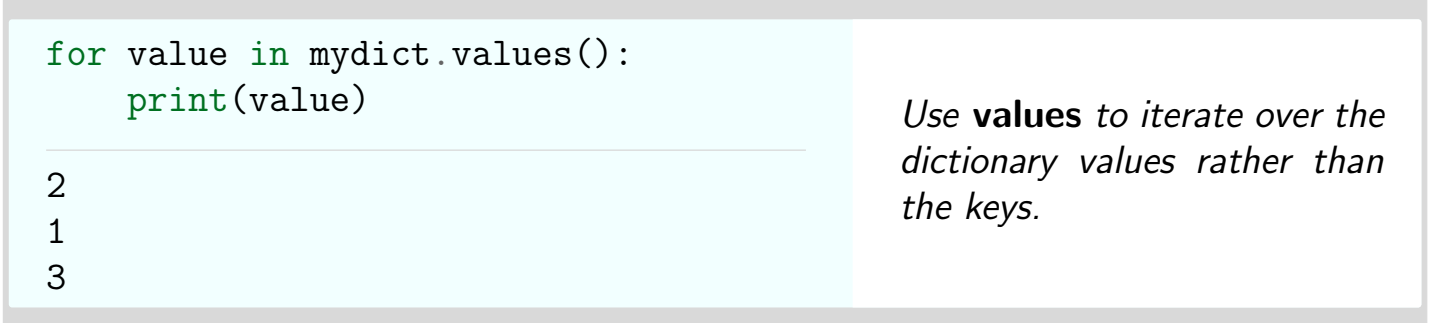 for value in mydict.values():
    print(value)
2
1
3
Use values to iterate over the
dictionary values rather than
the keys.